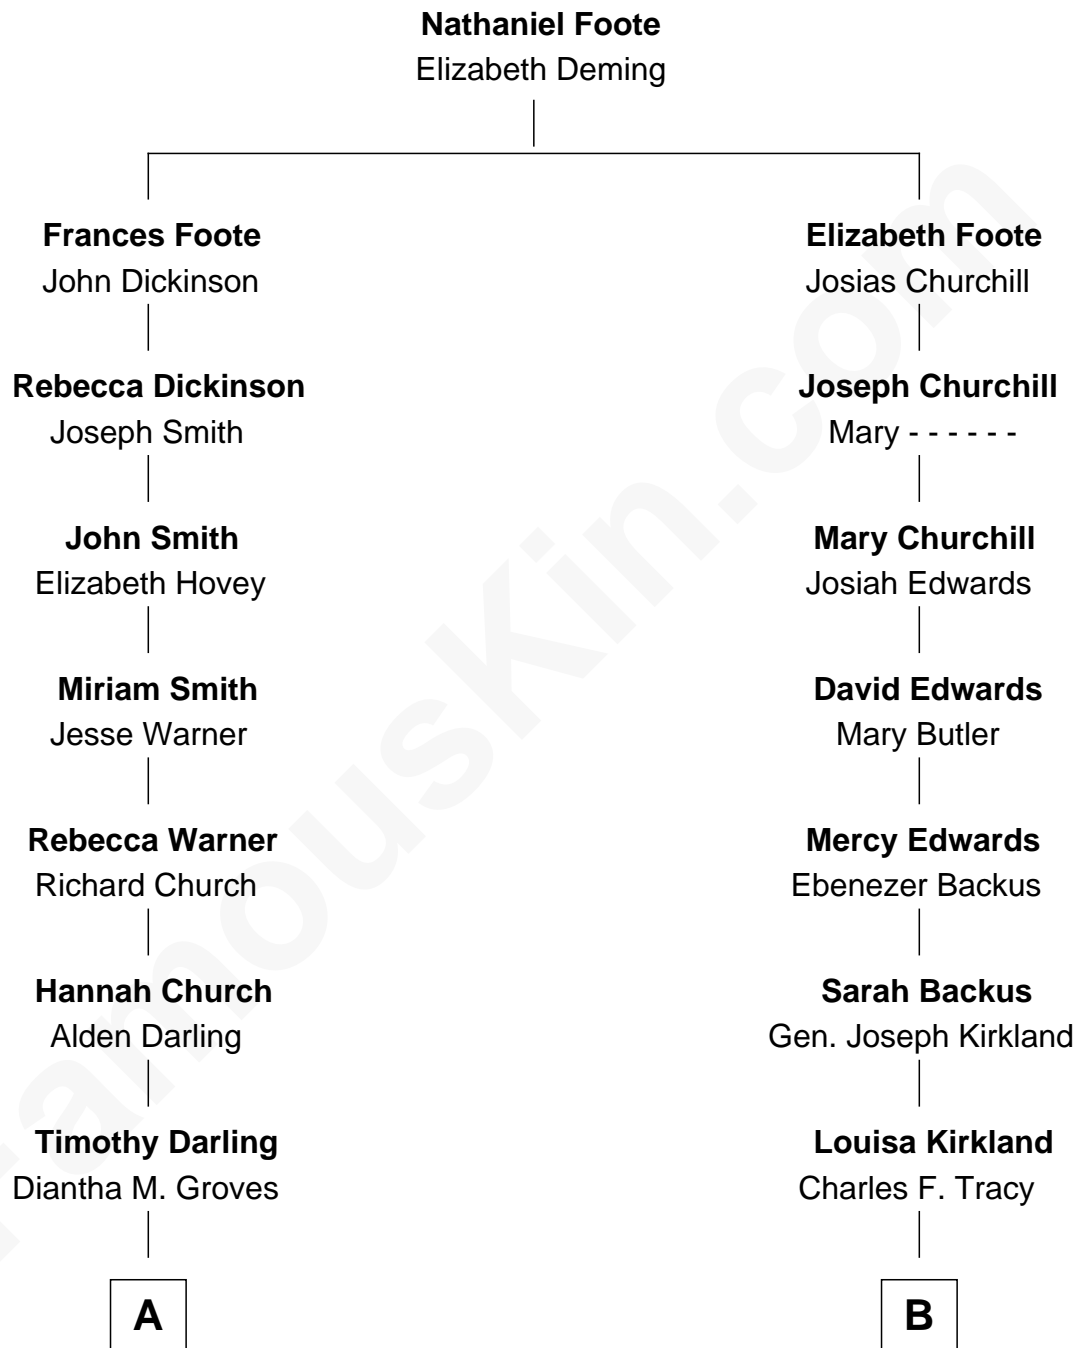 Nathaniel Foote
Elizabeth Deming
Frances Foote
John Dickinson
Elizabeth Foote
Josias Churchill
Rebecca Dickinson
Joseph Smith
Joseph Churchill
Mary - - - - - -
John Smith
Elizabeth Hovey
Mary Churchill
Josiah Edwards
Miriam Smith
Jesse Warner
David Edwards
Mary Butler
Rebecca Warner
Richard Church
Mercy Edwards
Ebenezer Backus
Hannah Church
Alden Darling
Sarah Backus
Gen. Joseph Kirkland
Timothy Darling
Diantha M. Groves
Louisa Kirkland
Charles F. Tracy
A
B
FamousKin.com